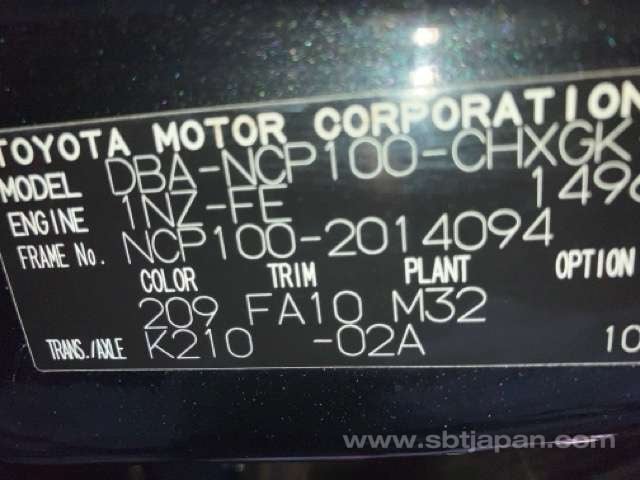 TOYOTA MOTOR CORPORATION
MODEL DBA-NCP100-CHXGK
ENGINE 1NZ-FE 1496
FRAME No. NCP100-2014094
COLOR TRIM PLANT OPTION
209 FA10 M32
TRANS./AXLE K210 -02A 10
www.sbtjapan.com